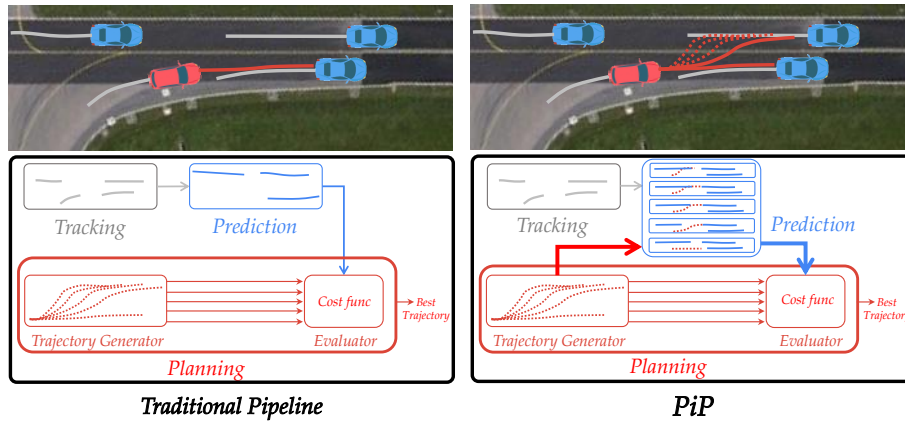 Tracking
Prediction
Cost func
Best
Trajectory
Trajectory Generator
Evaluator
Planning
Traditional Pipeline
Tracking
Prediction
Cost func
Best
Trajector
Trajectory Generator
Evaluator
Planning
PiP